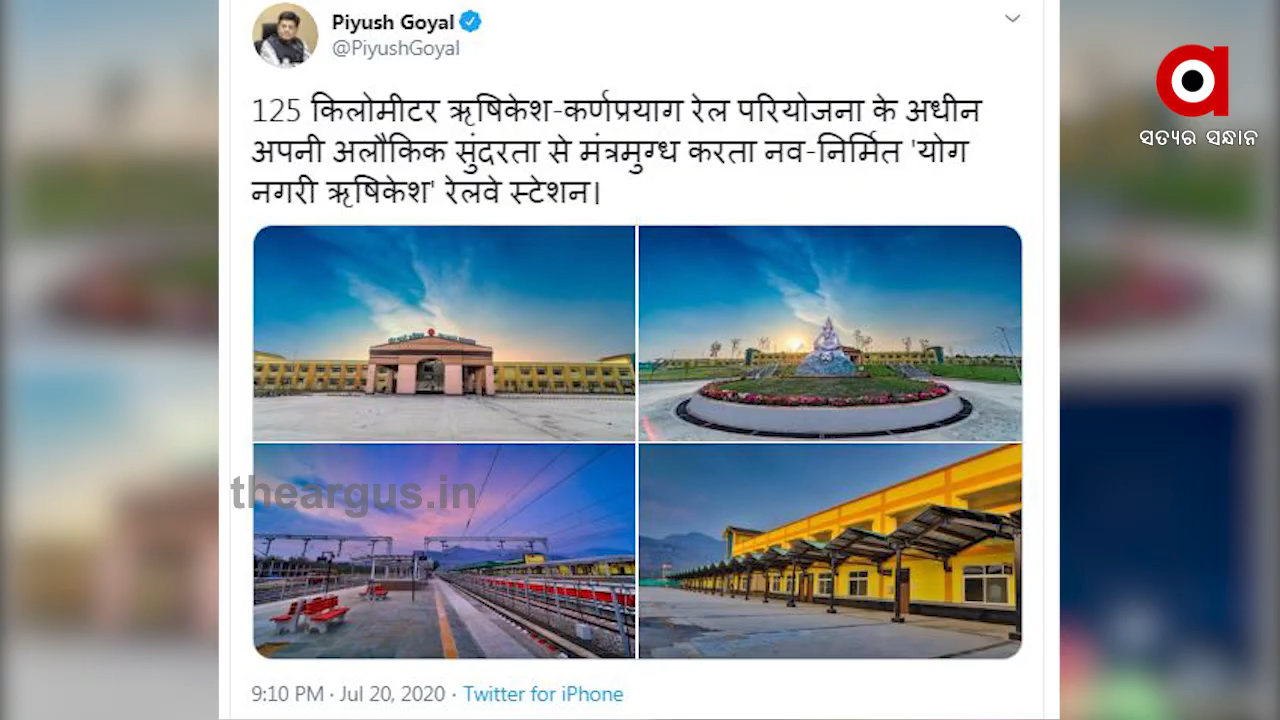 Piyush Goyal
@PiyushGoyal
125 किलोमीटर ऋषिकेश-कर्णप्रयाग रेल परियोजना के अधीन
अपनी अलौकिक सुंदरता से मंत्रमुग्ध करता नव-निर्मित 'योग
नगरी ऋषिकेश' रेलवे स्टेशन।
ସତ୍ୟର ସନ୍ଧାନ
theargus.in
9:10 PM · Jul 20, 2020 · Twitter for iPhone